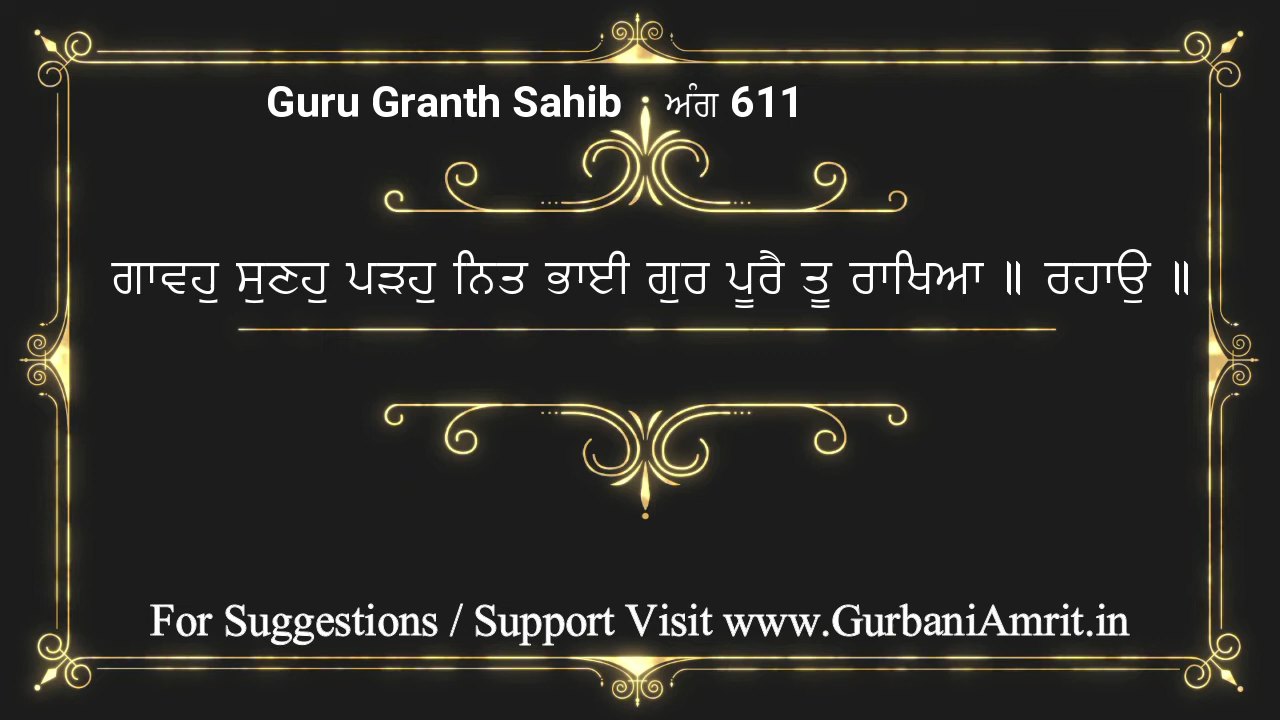 Guru Granth Sahib ਅੰਗ 611
ਗਾਵਹੁ ਸੁਣਹੁ ਪੜਹੁ ਨਿਤ ਭਾਈ ਗੁਰ ਪੂਰੈ ਤੂ ਰਾਖਿਆ ॥ ਰਹਾਉ ॥
For Suggestions / Support Visit www.GurbaniAmrit.in